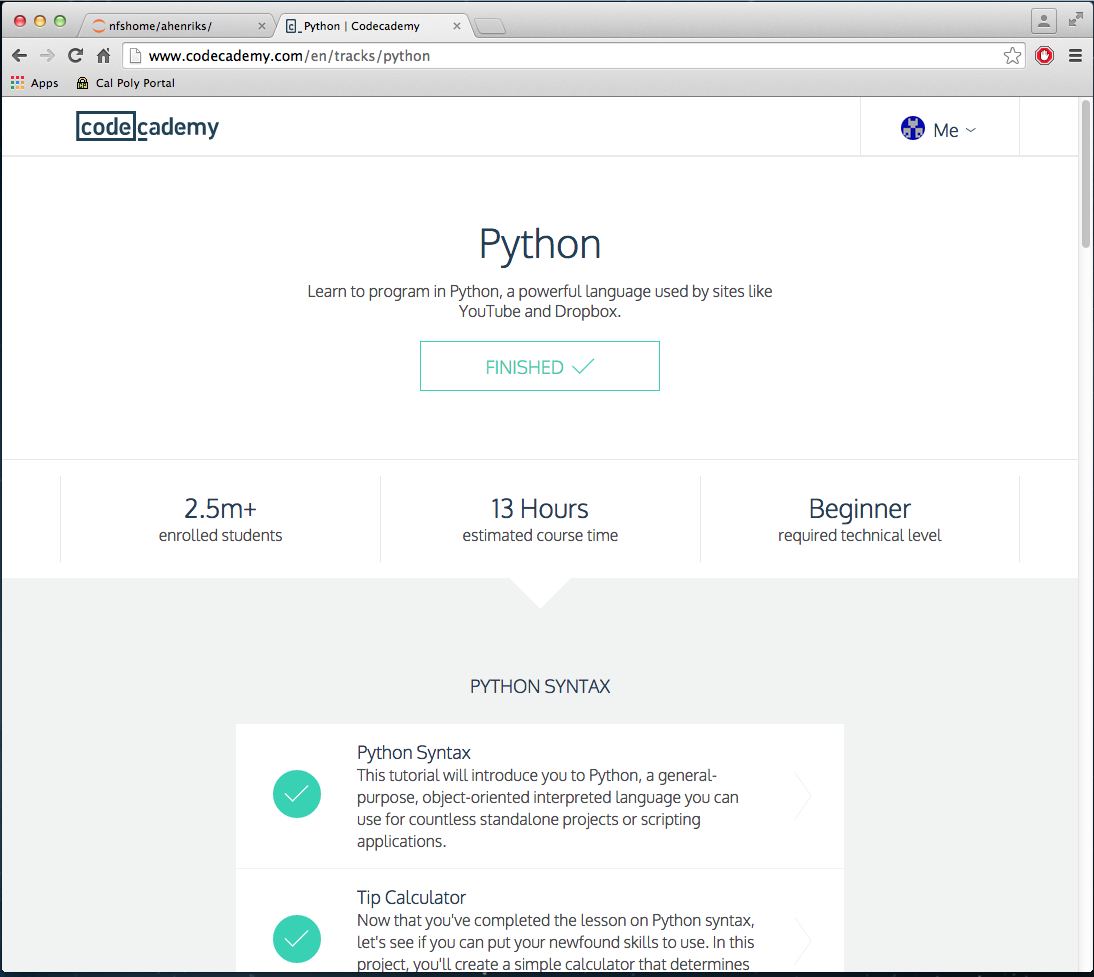 nfshome/ahenriks/
Python | Codecademy
www.codecademy.com/en/tracks/python
Apps
Cal Poly Portal
codecademy
Me
Python
Learn to program in Python, a powerful language used by sites like
YouTube and Dropbox.
FINISHED
2.5m+
enrolled students
13 Hours
estimated course time
Beginner
required technical level
PYTHON SYNTAX
Python Syntax
This tutorial will introduce you to Python, a general-
purpose, object-oriented interpreted language you can
use for countless standalone projects or scripting
applications.
Tip Calculator
Now that you've completed the lesson on Python syntax,
let's see if you can put your newfound skills to use. In this
project, you'll create a simple calculator that determines